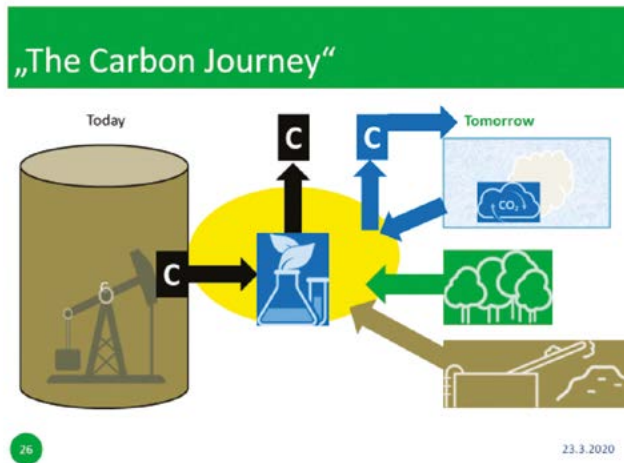 „The Carbon Journey“
Today
C
C
Tomorrow
CO₂
C
26
23.3.2020